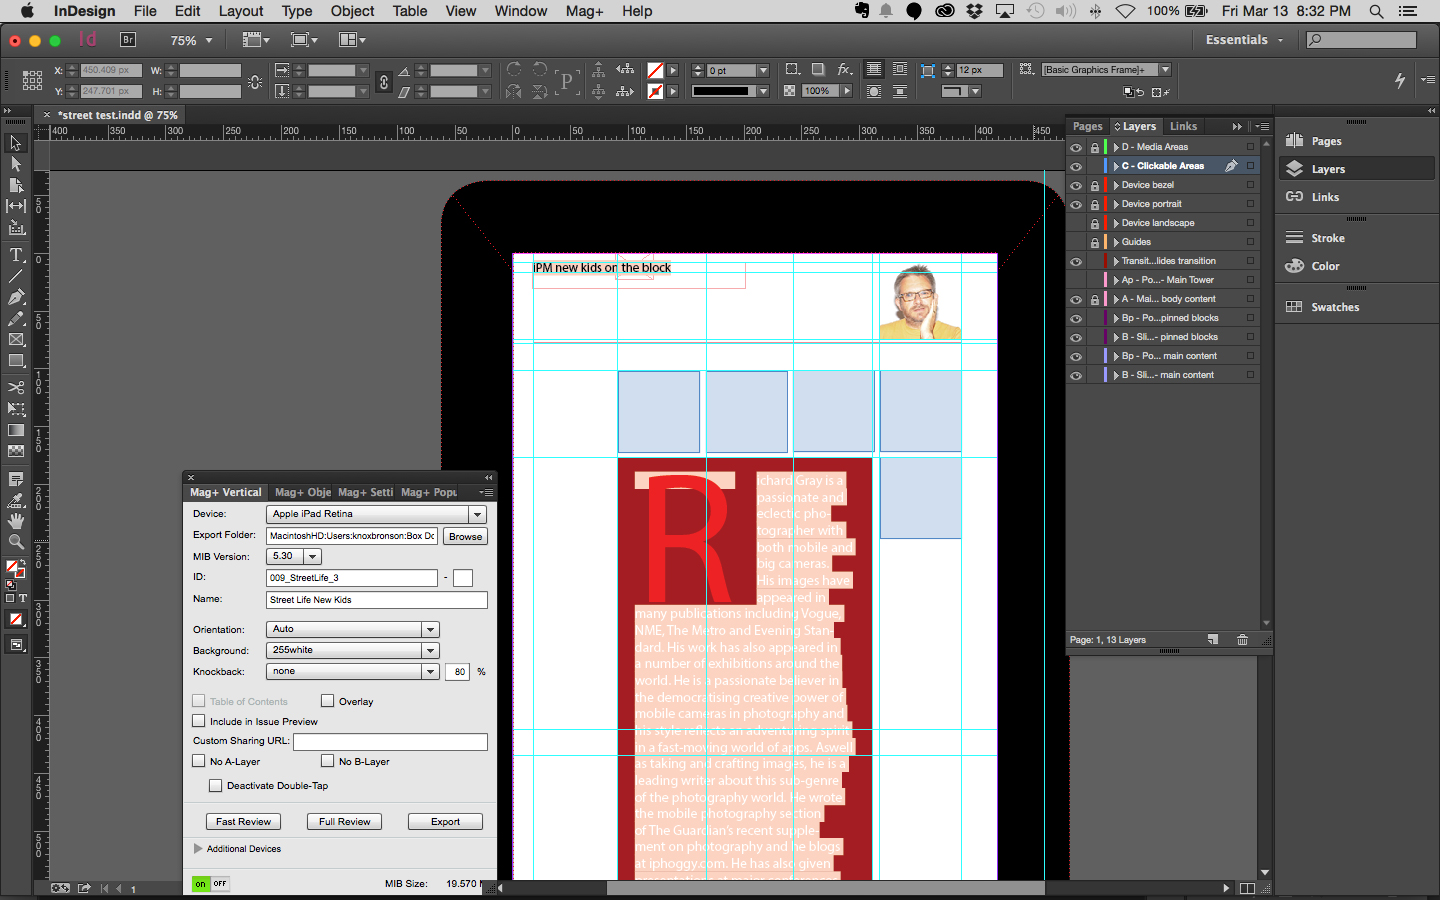 InDesign File Edit Layout Type Object Table View Window Mag+ Help 100% Fri Mar 13 8:32 PM
Id Br 75% Essentials
X: 450.409 px W: 0 pt 12 px [Basic Graphics Frame]+
Y: 247.701 px H: 100%
*street test.indd @ 75%
400 350 300 250 200 150 100 50 0 50 100 150 200 250 300 350 400 450
Pages Layers Links
D - Media Areas
C - Clickable Areas
Device bezel
Device portrait
Device landscape
Guides
Transit...lides transition
Ap - Po...- Main Tower
A - Mai... body content
Bp - Po...pinned blocks
B - Sli...- pinned blocks
Bp - Po... main content
B - Sli...- main content
Page: 1, 13 Layers
Pages
Layers
Links
Stroke
Color
Swatches
iPM new kids on the block
R
ichard Gray is a
passionate and
eclectic pho-
tographer with
both mobile and
big cameras.
His images have
appeared in
many publications including Vogue,
NME, The Metro and Evening Stan-
dard. His work has also appeared in
a number of exhibitions around the
world. He is a passionate believer in
the democratising creative power of
mobile cameras in photography and
his style reflects an adventuring spirit
in a fast-moving world of apps. Aswell
as taking and crafting images, he is a
leading writer about this sub-genre
of the photography world. He wrote
the mobile photography section
of The Guardian's recent supple-
ment on photography and he blogs
at iphoggy.com. He has also given
Mag+ Vertical Mag+ Obje Mag+ Setti Mag+ Popu
Device: Apple iPad Retina
Export Folder: MacintoshHD:Users:knoxbronson:Box Dc Browse
MIB Version: 5.30
ID: 009_StreetLife_3 -
Name: Street Life New Kids
Orientation: Auto
Background: 255white
Knockback: none 80 %
Table of Contents Overlay
Include in Issue Preview
Custom Sharing URL:
No A-Layer No B-Layer
Deactivate Double-Tap
Fast Review Full Review Export
Additional Devices
on OFF MIB Size: 19.570
1